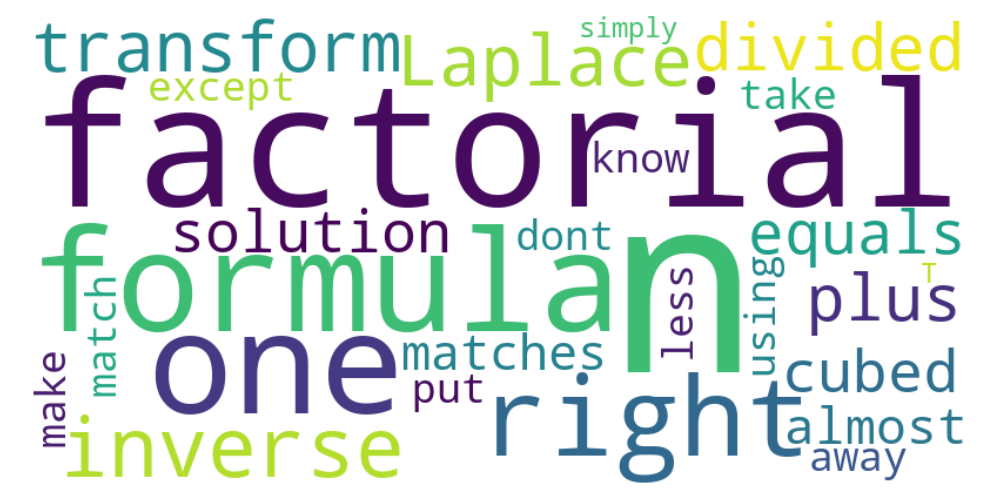 simply
transform Laplace divided
except take
factorial
know
solution dont equals
formula n
T
plus
using
less
match
one matches
cubed
make put right
almost
inverse away